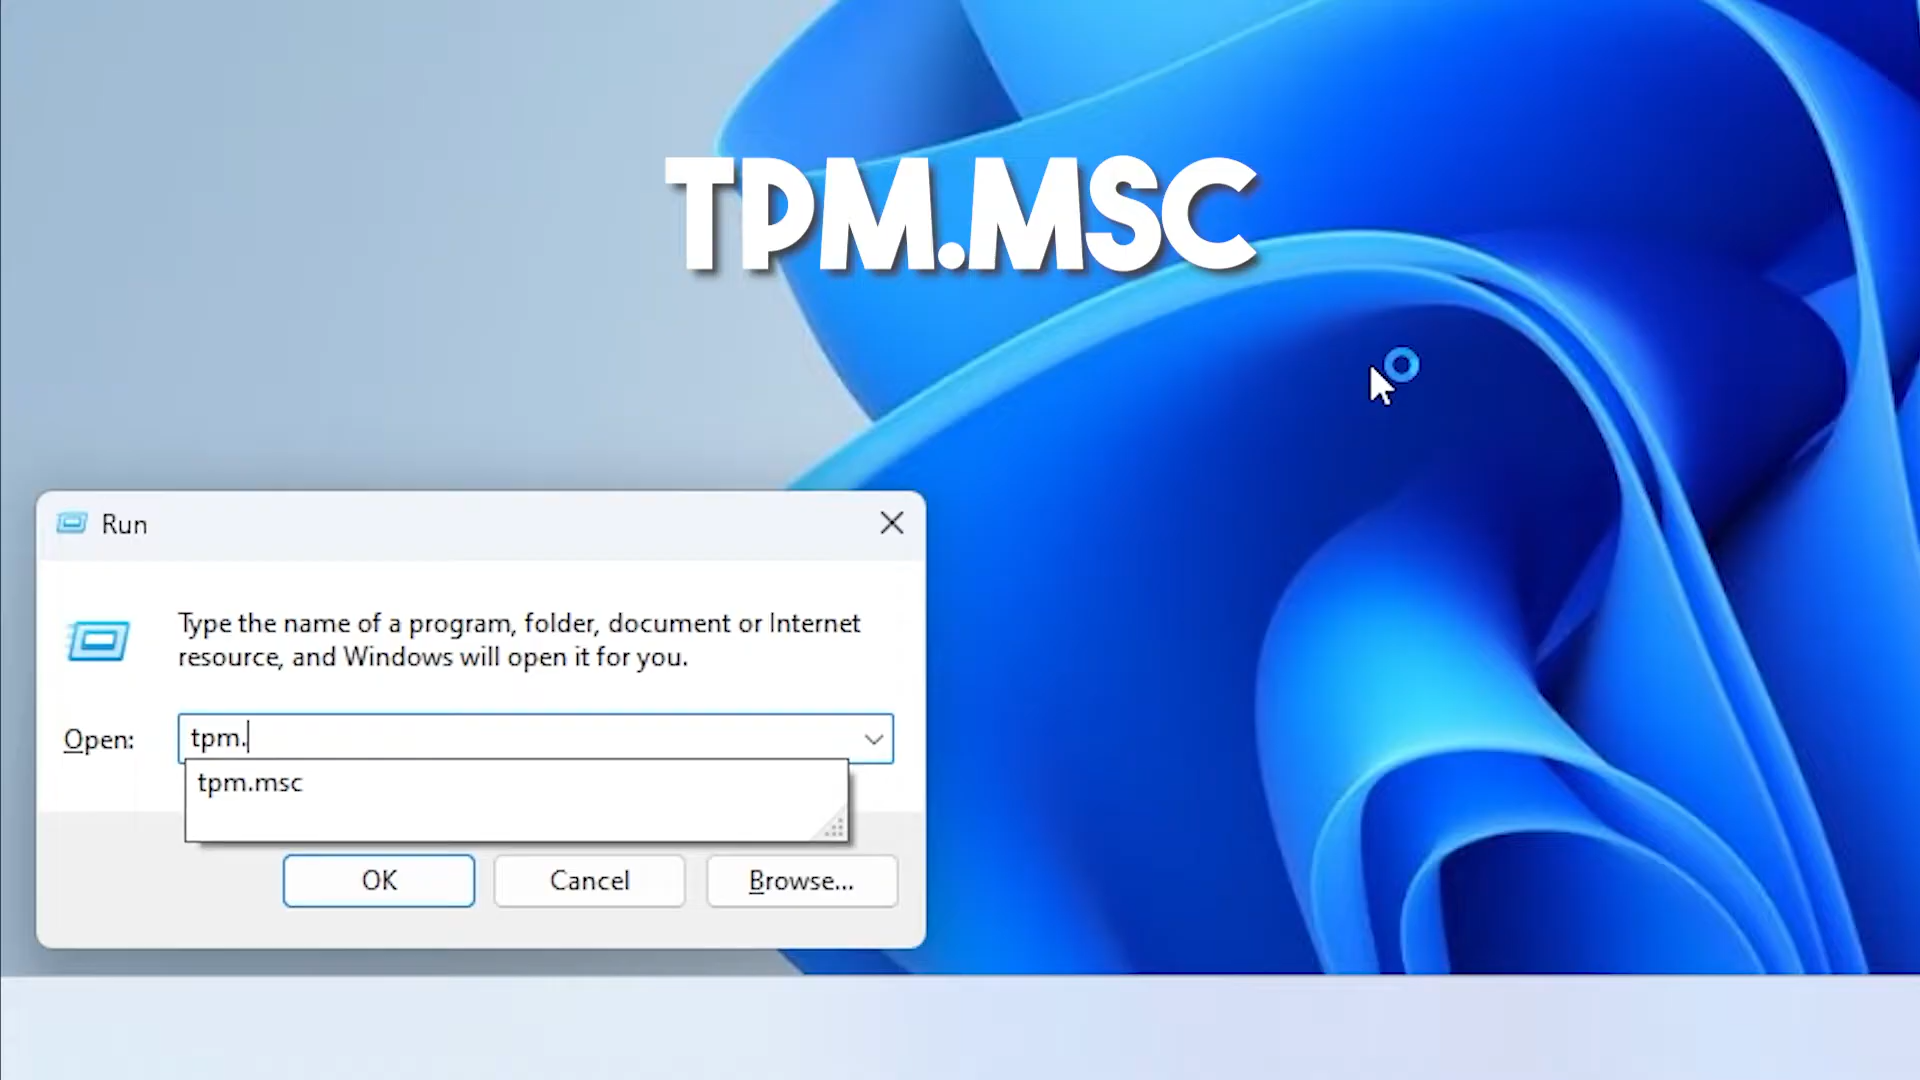 TPM.MSC
Run
Type the name of a program, folder, document or Internet
resource, and Windows will open it for you.
Open: tpm.
tpm.msc
OK Cancel Browse...